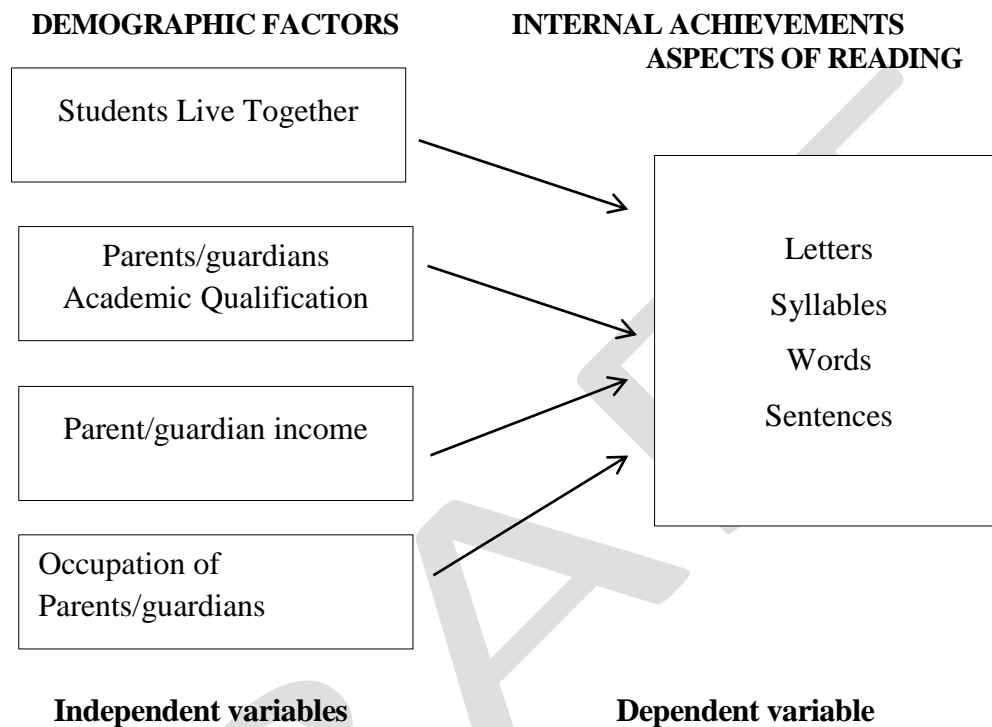 DEMOGRAPHIC FACTORS
INTERNAL ACHIEVEMENTS
ASPECTS OF READING
Students Live Together
Parents/guardians
Academic Qualification
Parent/guardian income
Occupation of
Parents/guardians
Letters
Syllables
Words
Sentences
Independent variables
Dependent variable